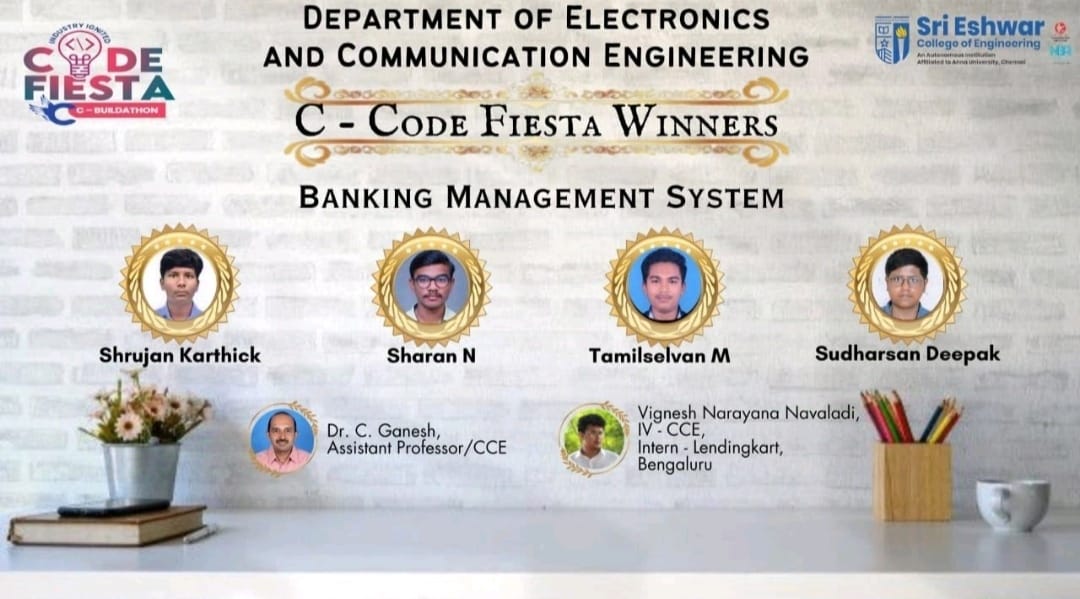 INDUSTRY IGNITED
CODE
FIESTA
C - BUILDATHON
DEPARTMENT OF ELECTRONICS
AND COMMUNICATION ENGINEERING
Sri Eshwar
College of Engineering
An Autonomous Institution
Affiliated to Anna University, Chennai
C - CODE FIESTA WINNERS
BANKING MANAGEMENT SYSTEM
Shrujan Karthick
Sharan N
Tamilselvan M
Sudharsan Deepak
Dr. C. Ganesh,
Assistant Professor/CCE
Vignesh Narayana Navaladi,
IV - CCE,
Intern - Lendingkart,
Bengaluru